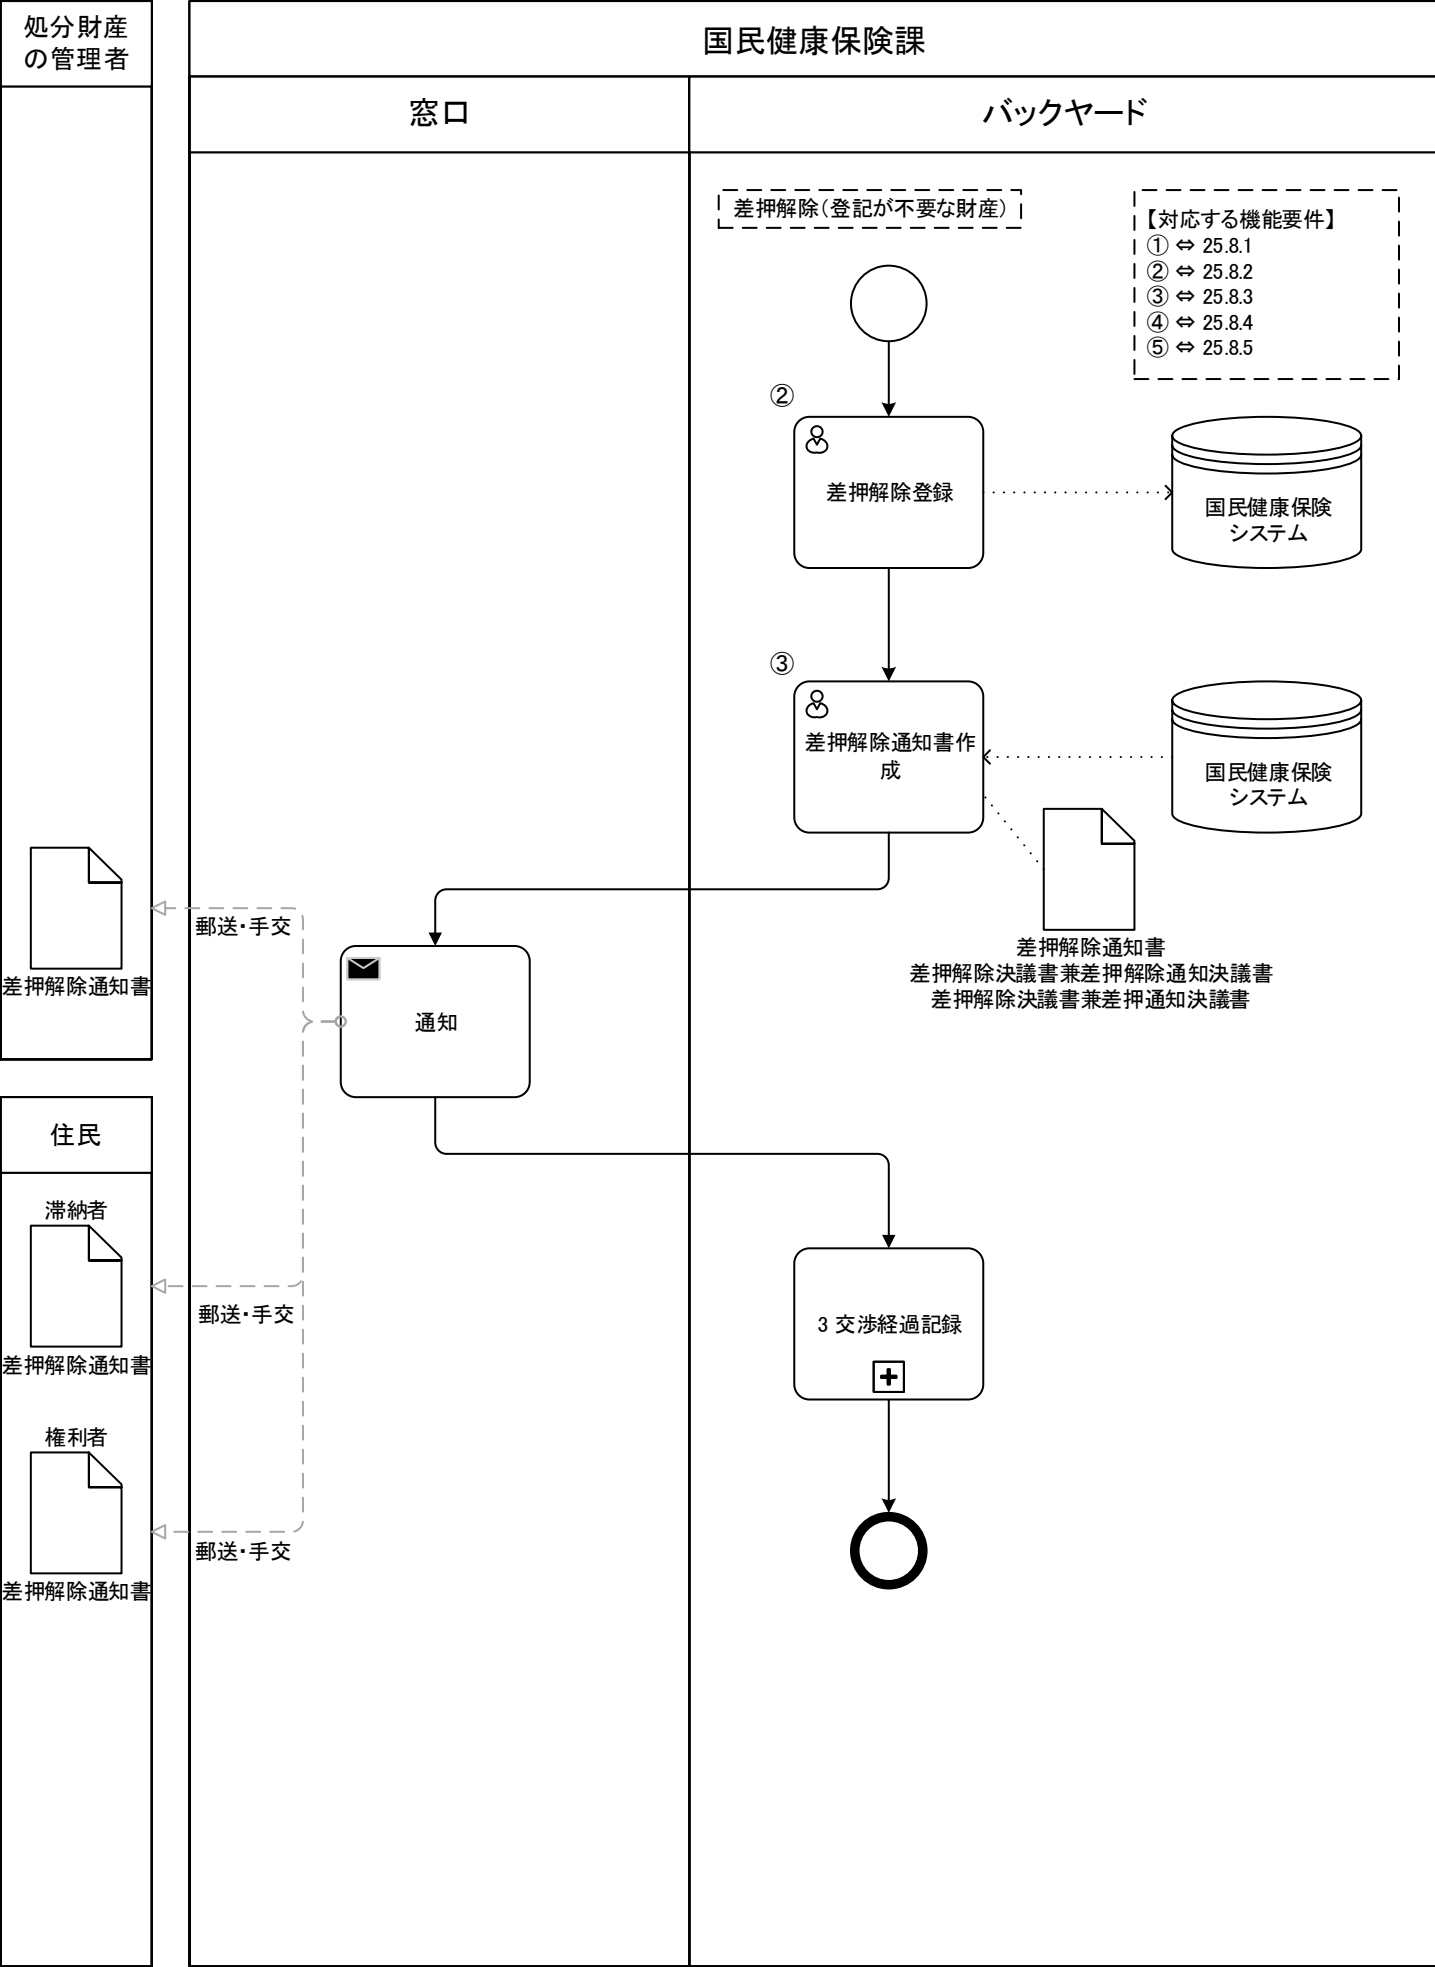 処分財産
の管理者
国民健康保険課
窓口
バックヤード
差押解除(登記が不要な財産)
【対応する機能要件】
① ⇔ 25.8.1
② ⇔ 25.8.2
③ ⇔ 25.8.3
④ ⇔ 25.8.4
⑤ ⇔ 25.8.5
②
差押解除登録
国民健康保険
システム
③
差押解除通知書作
成
国民健康保険
システム
差押解除通知書
差押解除決議書兼差押解除通知決議書
差押解除決議書兼差押通知決議書
郵送・手交
差押解除通知書
通知
住民
滞納者
郵送・手交
差押解除通知書
3 交渉経過記録
権利者
郵送・手交
差押解除通知書